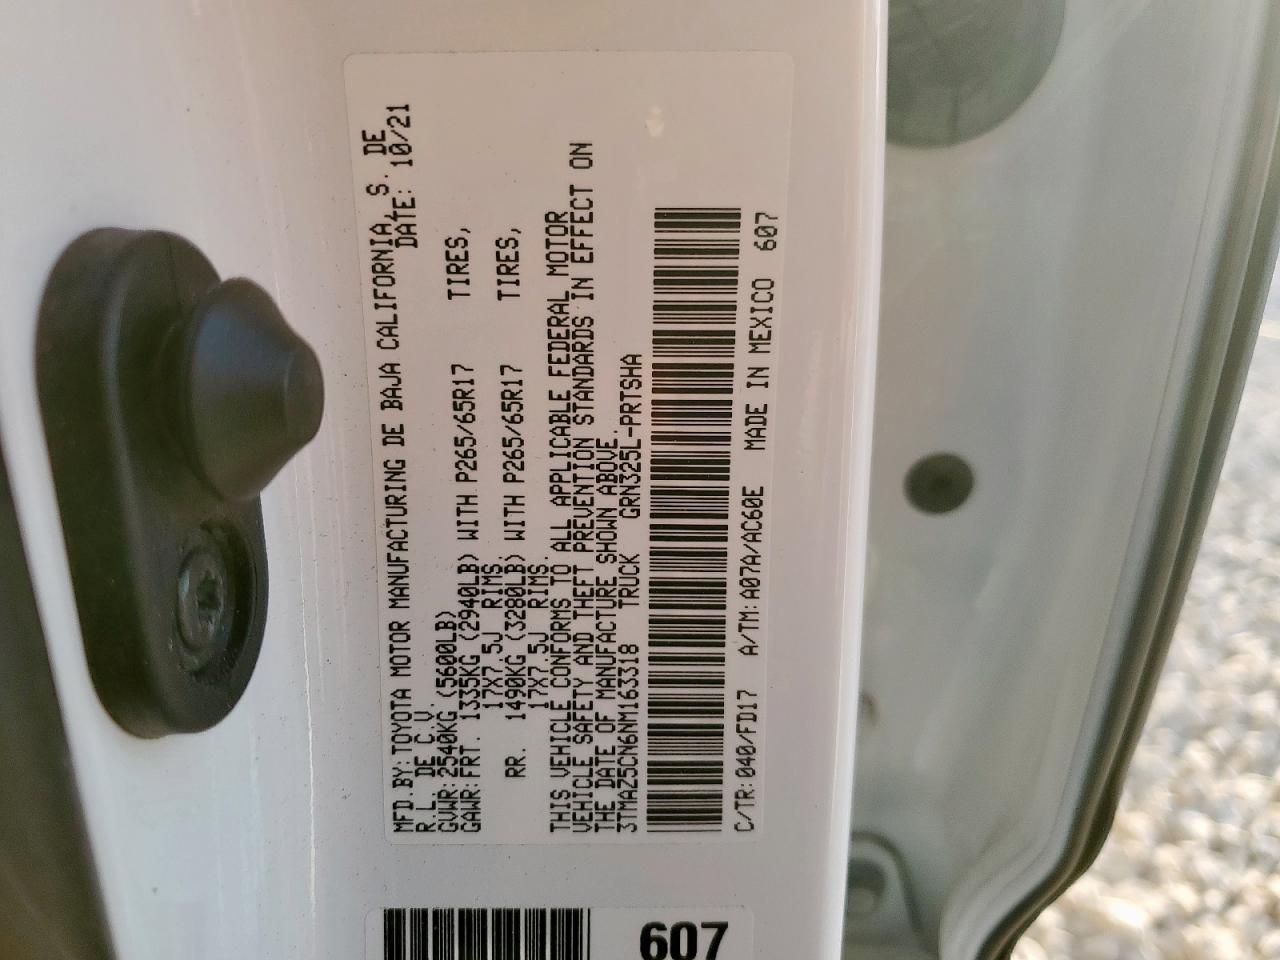 MFD BY:TOYOTA MOTOR MANUFACTURING DE BAJA CALIFORNIA, S. DE
R.L. DE C.V. DATE: 10/21
GVWR:2540KG (5600LB)
GAWR:FRT. 1335KG (2940LB) WITH P265/65R17 TIRES,
17X7.5J RIMS.
RR. 1490KG (3280LB) WITH P265/65R17 TIRES,
17X7.5J RIMS.
THIS VEHICLE CONFORMS TO ALL APPLICABLE FEDERAL MOTOR
VEHICLE SAFETY AND THEFT PREVENTION STANDARDS IN EFFECT ON
THE DATE OF MANUFACTURE SHOWN ABOVE.
3TMAZ5CN6NM163318 TRUCK GRN325L-PRTSHA
C/TR:040/FD17 A/TM:A07A/AC60E MADE IN MEXICO 607
607